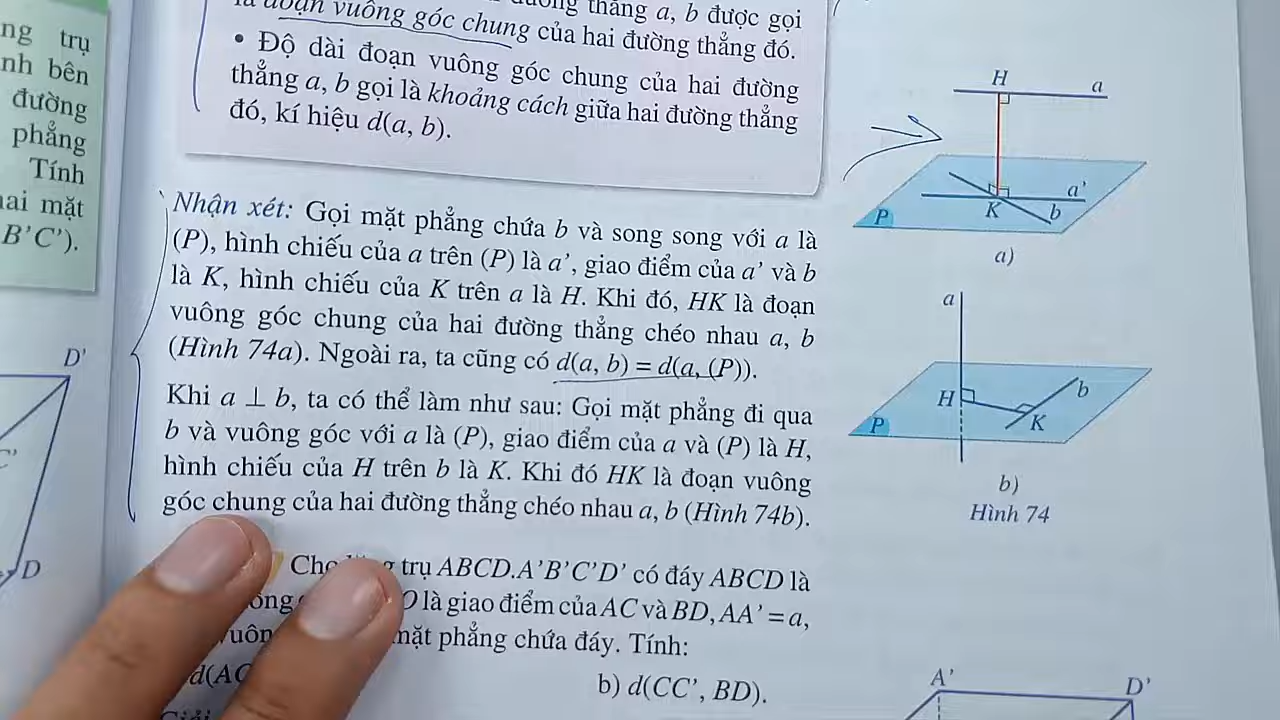 ng trụ
nh bên
đường
phẳng
Tính
hai mặt
B'C').
D'
C'
D
đường thẳng a, b được gọi
là đoạn vuông góc chung của hai đường thẳng đó.
• Độ dài đoạn vuông góc chung của hai đường
thẳng a, b gọi là khoảng cách giữa hai đường thẳng
đó, kí hiệu d(a, b).
Nhận xét: Gọi mặt phẳng chứa b và song song với a là
(P), hình chiếu của a trên (P) là a', giao điểm của a' và b
là K, hình chiếu của K trên a là H. Khi đó, HK là đoạn
vuông góc chung của hai đường thẳng chéo nhau a, b
(Hình 74a). Ngoài ra, ta cũng có d(a, b) = d(a, (P)).
Khi a ⊥ b, ta có thể làm như sau: Gọi mặt phẳng đi qua
b và vuông góc với a là (P), giao điểm của a và (P) là H,
hình chiếu của H trên b là K. Khi đó HK là đoạn vuông
góc chung của hai đường thẳng chéo nhau a, b (Hình 74b).
trụ ABCD.A'B'C'D' có đáy ABCD là
O là giao điểm của AC và BD, AA' = a,
mặt phẳng chứa đáy. Tính:
d(AC
b) d(CC', BD).
H
a
a'
K
b
P
a)
a
H
b
K
P
b)
Hình 74
A'
D'